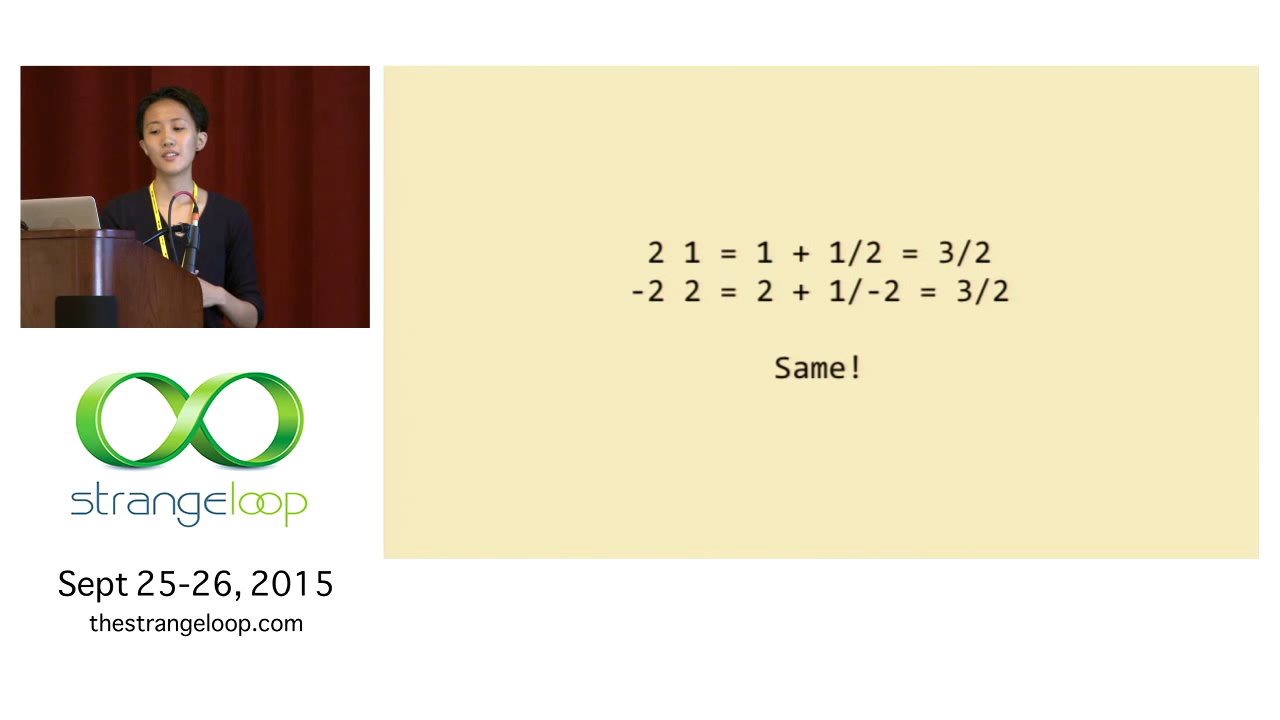 2 1 = 1 + 1/2 = 3/2
-2 2 = 2 + 1/-2 = 3/2
Same!
strangeloop
Sept 25-26, 2015
thestrangeloop.com